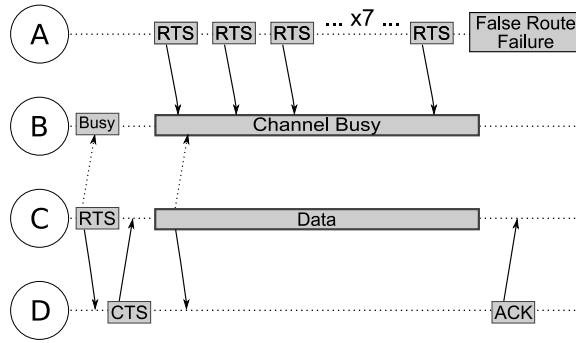 A RTS RTS RTS ... x7 ... RTS False Route Failure
B Busy Channel Busy
C RTS Data
D CTS ACK